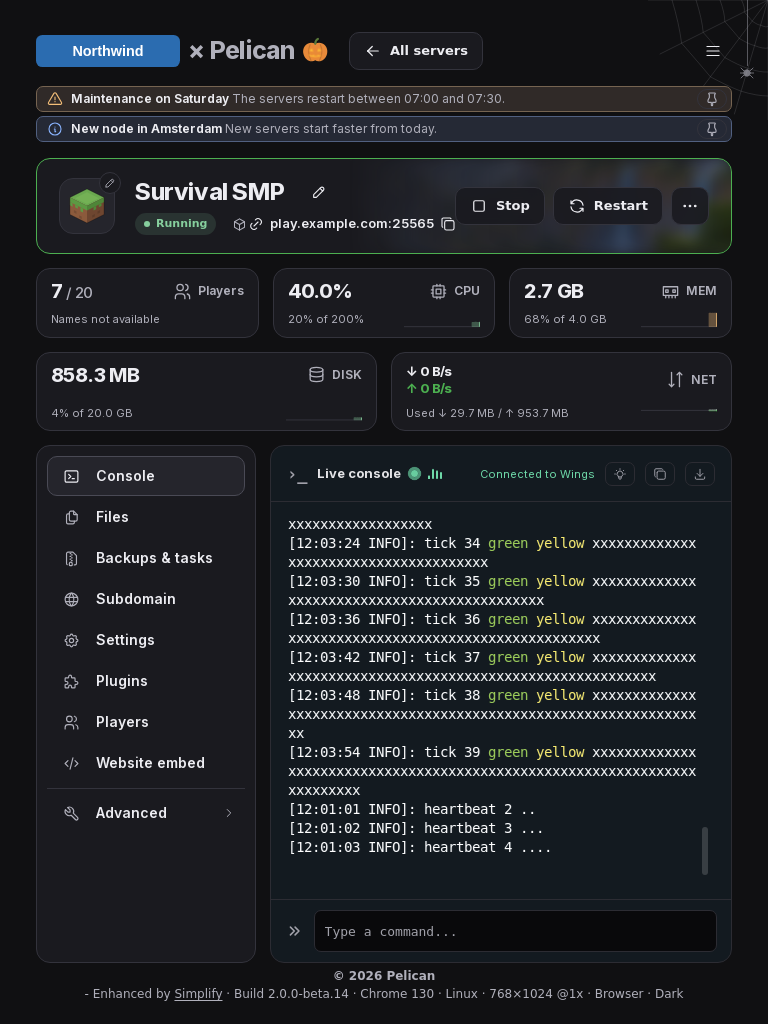 Northwind × Pelican
All servers
Maintenance on Saturday The servers restart between 07:00 and 07:30.
New node in Amsterdam New servers start faster from today.
Survival SMP
Running
play.example.com:25565
Stop
Restart
7 / 20
Players
Names not available
40.0%
CPU
20% of 200%
2.7 GB
MEM
68% of 4.0 GB
858.3 MB
DISK
4% of 20.0 GB
↓ 0 B/s
↑ 0 B/s
NET
Used ↓ 29.7 MB / ↑ 953.7 MB
Console
Files
Backups & tasks
Subdomain
Settings
Plugins
Players
Website embed
Advanced
Live console
Connected to Wings
xxxxxxxxxxxxxxxxxx
[12:03:24 INFO]: tick 34 green yellow xxxxxxxxxxxxx
xxxxxxxxxxxxxxxxxxxxxxxxx
[12:03:30 INFO]: tick 35 green yellow xxxxxxxxxxxxx
xxxxxxxxxxxxxxxxxxxxxxxxxxxxxxxx
[12:03:36 INFO]: tick 36 green yellow xxxxxxxxxxxxx
xxxxxxxxxxxxxxxxxxxxxxxxxxxxxxxxxxxxxxx
[12:03:42 INFO]: tick 37 green yellow xxxxxxxxxxxxx
xxxxxxxxxxxxxxxxxxxxxxxxxxxxxxxxxxxxxxxxxxxxxx
[12:03:48 INFO]: tick 38 green yellow xxxxxxxxxxxxx
xxxxxxxxxxxxxxxxxxxxxxxxxxxxxxxxxxxxxxxxxxxxxxxxxxx
xx
[12:03:54 INFO]: tick 39 green yellow xxxxxxxxxxxxx
xxxxxxxxxxxxxxxxxxxxxxxxxxxxxxxxxxxxxxxxxxxxxxxxxxx
xxxxxxxxx
[12:01:01 INFO]: heartbeat 2 ..
[12:01:02 INFO]: heartbeat 3 ...
[12:01:03 INFO]: heartbeat 4 ....
Type a command...
© 2026 Pelican
- Enhanced by Simplify · Build 2.0.0-beta.14 · Chrome 130 · Linux · 768×1024 @1x · Browser · Dark